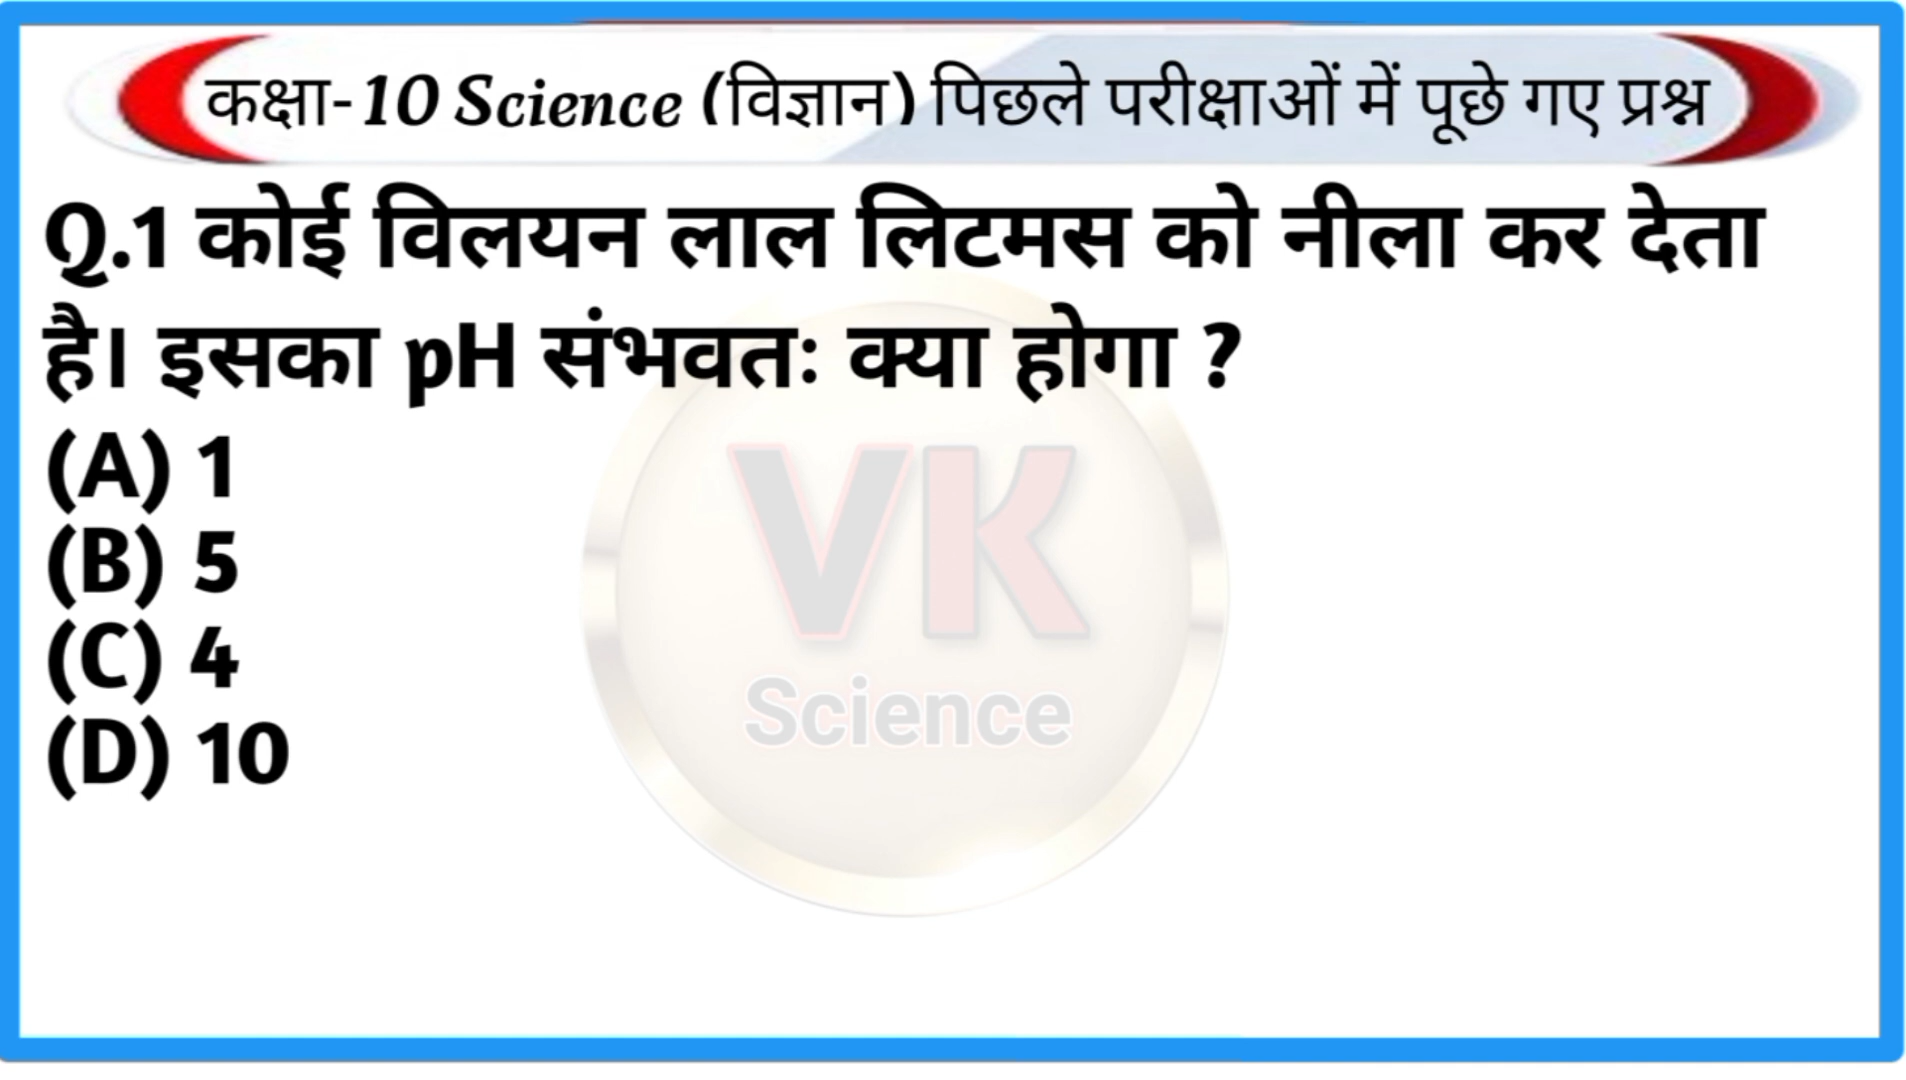 कक्षा-10 Science (विज्ञान) पिछले परीक्षाओं में पूछे गए प्रश्न
Q.1 कोई विलयन लाल लिटमस को नीला कर देता
है। इसका pH संभवतः क्या होगा ?
(A) 1
(B) 5
(C) 4
(D) 10
VK
Science